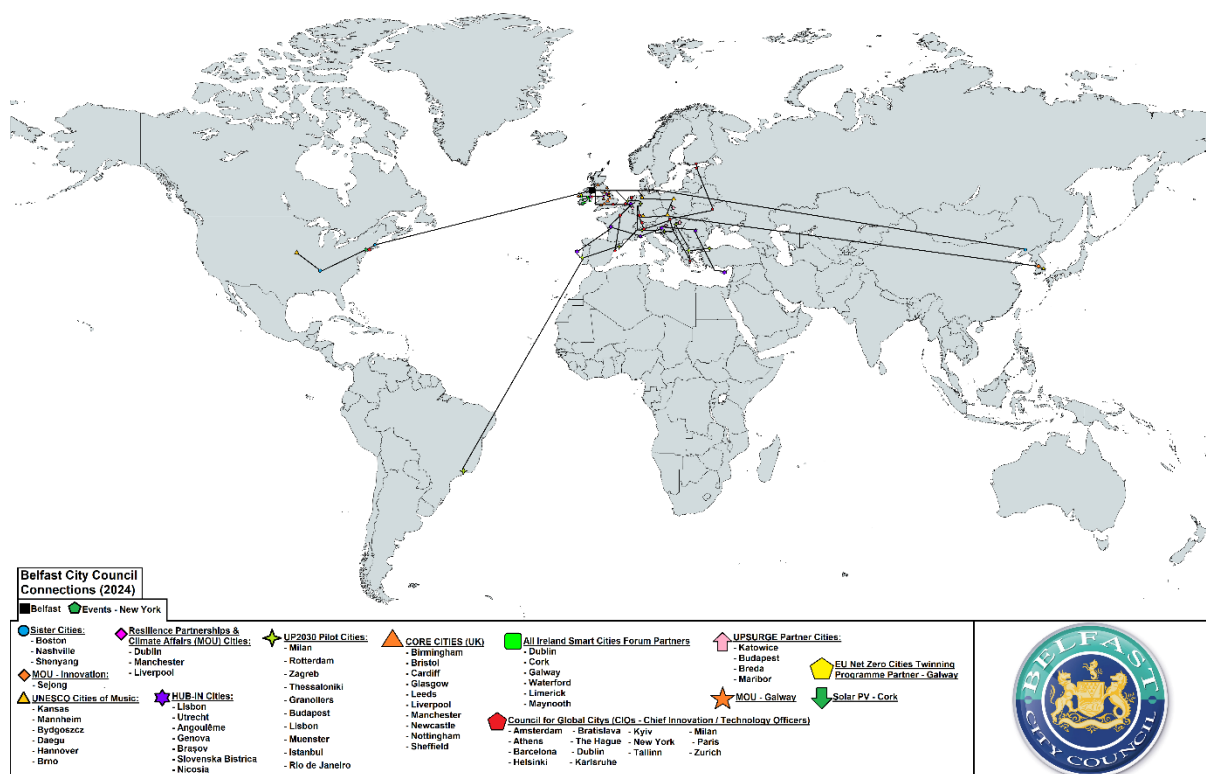 Belfast City Council
Connections (2024)
Belfast
Events - New York
Sister Cities:
- Boston
- Nashville
- Shenyang
MOU - Innovation:
- Sejong
UNESCO Cities of Music:
- Kansas
- Mannheim
- Bydgoszcz
- Daegu
- Hannover
- Brno
Resilience Partnerships &
Climate Affairs (MOU) Cities:
- Dublin
- Manchester
- Liverpool
HUB-IN Cities:
- Lisbon
- Utrecht
- Angoulême
- Genova
- Brașov
- Slovenska Bistrica
- Nicosia
UP2030 Pilot Cities:
- Milan
- Rotterdam
- Zagreb
- Thessaloniki
- Granollers
- Budapest
- Lisbon
- Muenster
- Istanbul
- Rio de Janeiro
CORE CITIES (UK)
- Birmingham
- Bristol
- Cardiff
- Glasgow
- Leeds
- Liverpool
- Manchester
- Newcastle
- Nottingham
- Sheffield
All Ireland Smart Cities Forum Partners
- Dublin
- Cork
- Galway
- Waterford
- Limerick
- Maynooth
Council for Global Citys (CIOs - Chief Innovation / Technology Officers)
- Amsterdam
- Athens
- Barcelona
- Helsinki
- Bratislava
- The Hague
- Dublin
- Karlsruhe
- Kyiv
- New York
- Tallinn
- Milan
- Paris
- Zurich
UPSURGE Partner Cities:
- Katowice
- Budapest
- Breda
- Maribor
MOU - Galway
EU Net Zero Cities Twinning
Programme Partner - Galway
Solar PV - Cork
BELFAST
CITY COUNCIL